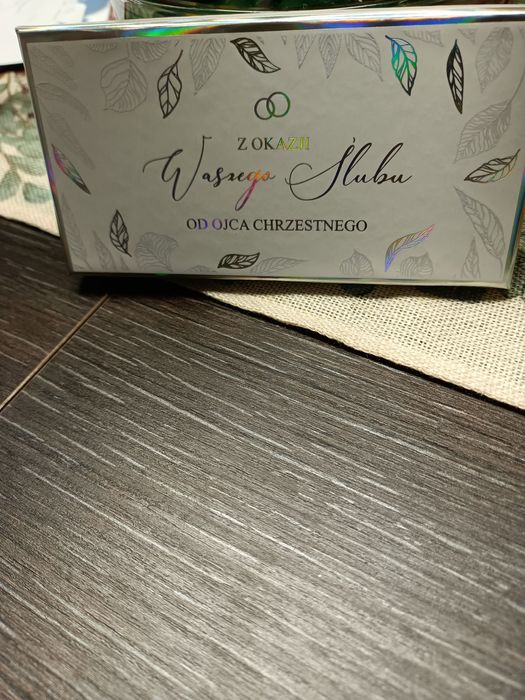 Z OKAZJI
Waszego Ślubu
OD OJCA CHRZESTNEGO